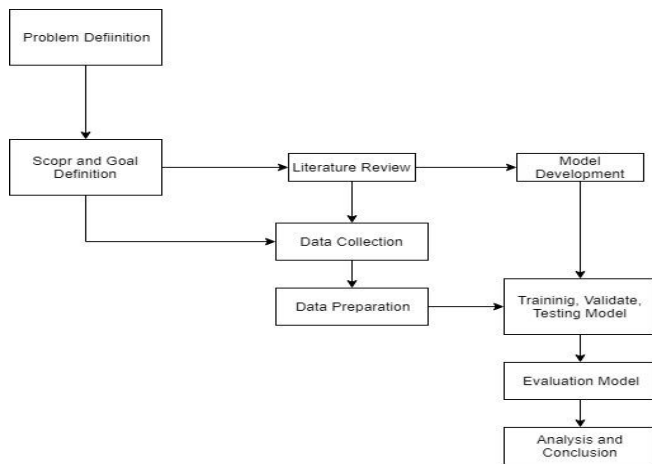 Problem Defiinition
Scopr and Goal
Definition
Literature Review
Model
Development
Data Collection
Data Preparation
Traininig, Validate,
Testing Model
Evaluation Model
Analysis and
Conclusion